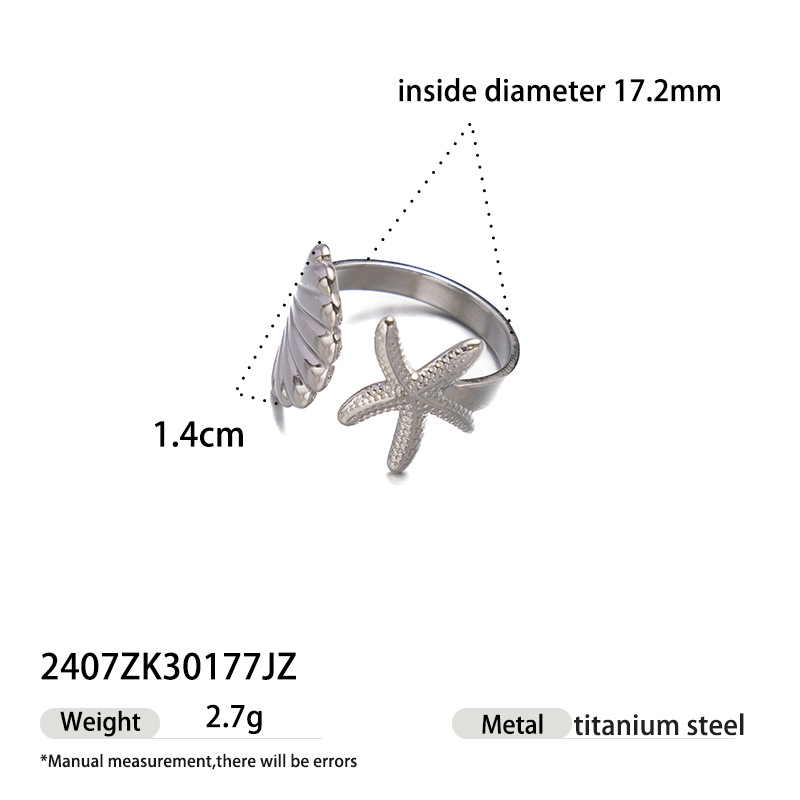 inside diameter 17.2mm
1.4cm
2407ZK30177JZ
Weight 2.7g
Metal titanium steel
*Manual measurement,there will be errors